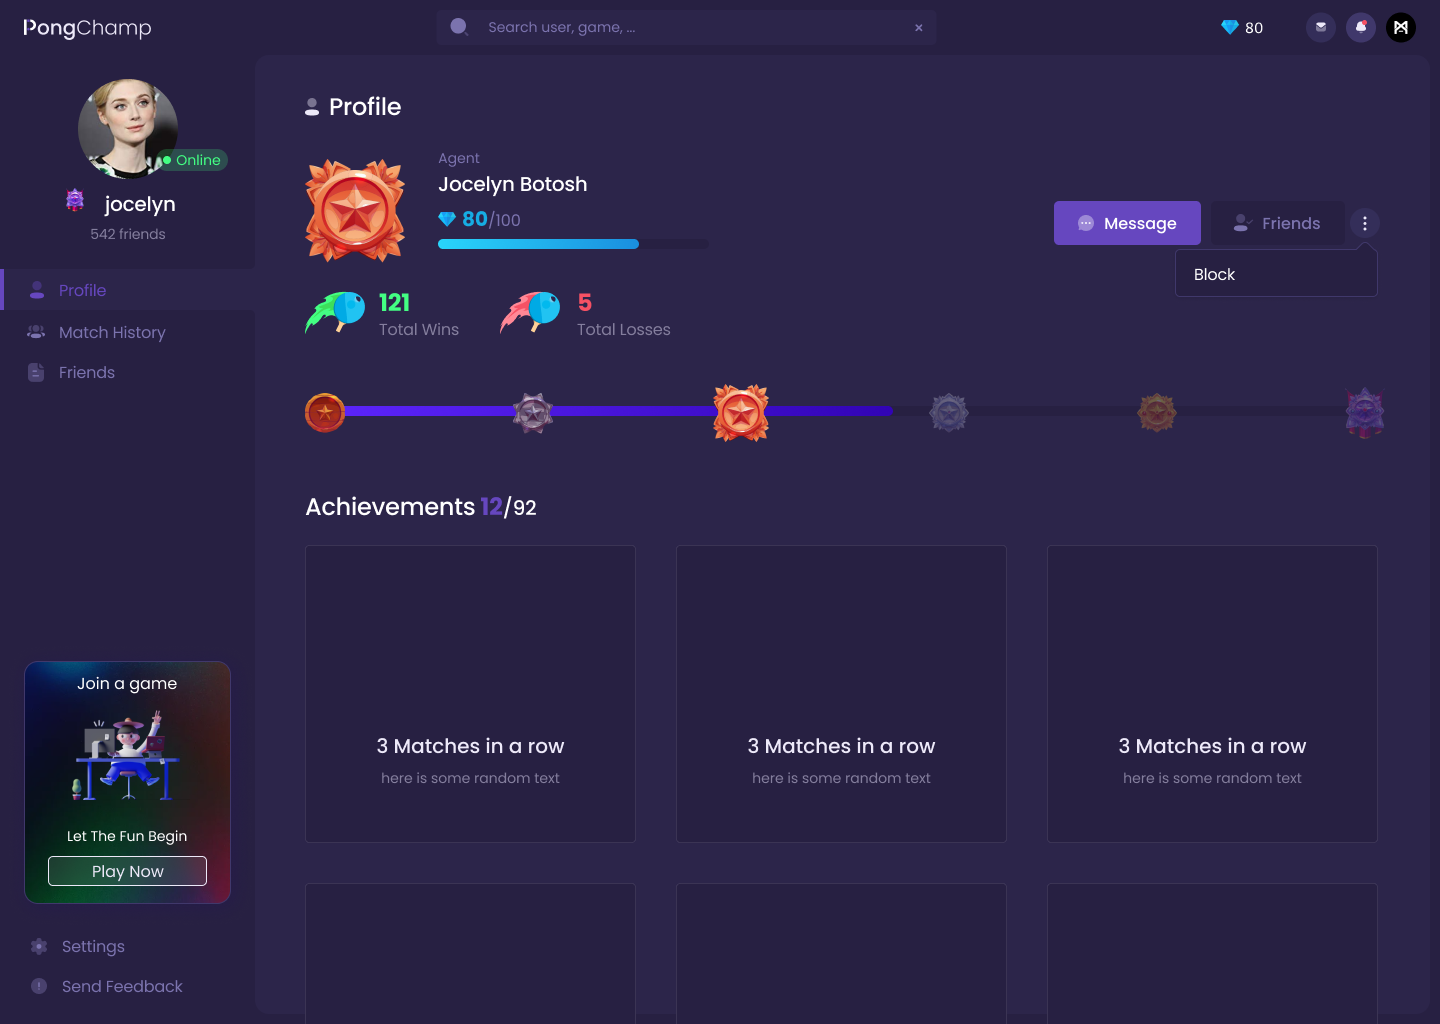 PongChamp
Search user, game, ...
×
80
Online
jocelyn
542 friends
Profile
Match History
Friends
Join a game
Let The Fun Begin
Play Now
Settings
Send Feedback
Profile
Agent
Jocelyn Botosh
80/100
Message
Friends
Block
121
Total Wins
5
Total Losses
Achievements 12/92
3 Matches in a row
here is some random text
3 Matches in a row
here is some random text
3 Matches in a row
here is some random text